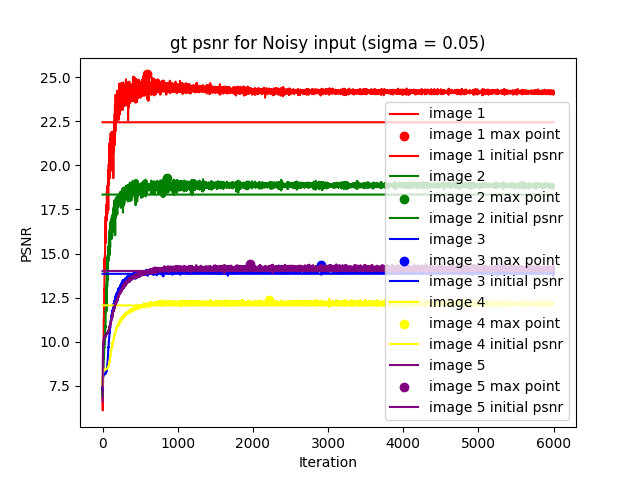 gt psnr for Noisy input (sigma = 0.05)
25.0
22.5
20.0
17.5
15.0
12.5
10.0
7.5
PSNR
0 1000 2000 3000 4000 5000 6000
Iteration
image 1
image 1 max point
image 1 initial psnr
image 2
image 2 max point
image 2 initial psnr
image 3
image 3 max point
image 3 initial psnr
image 4
image 4 max point
image 4 initial psnr
image 5
image 5 max point
image 5 initial psnr